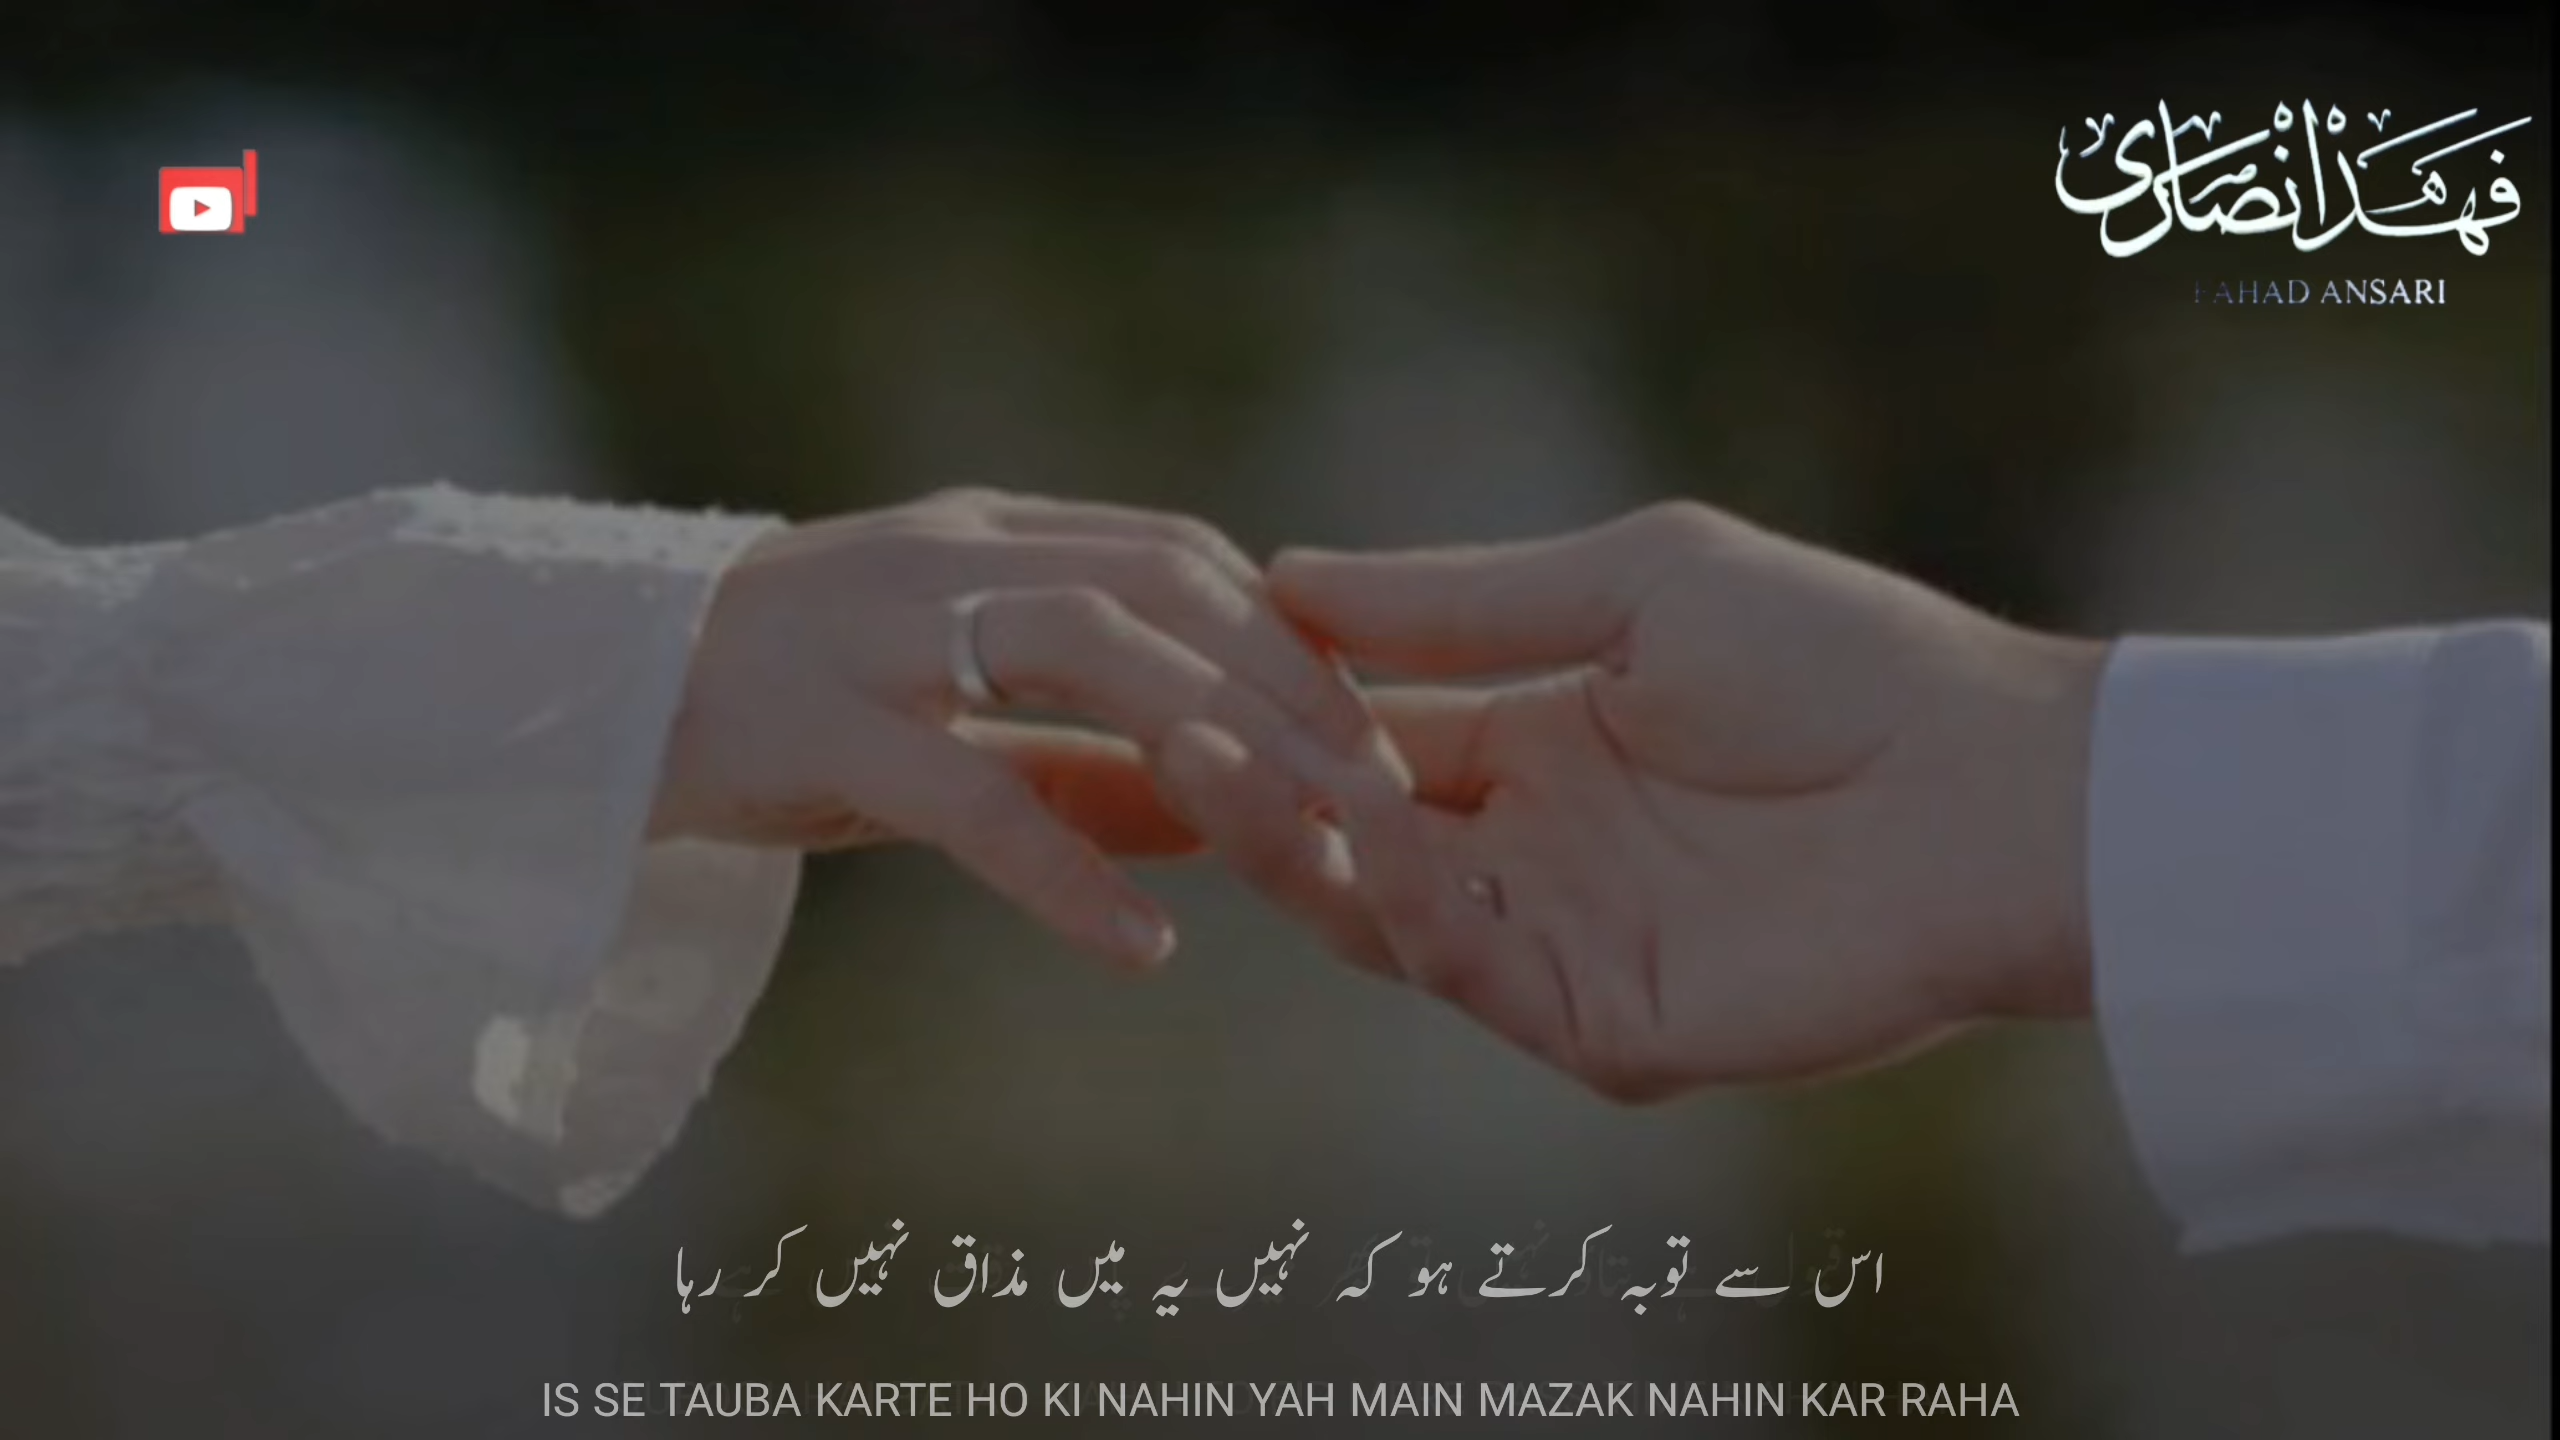 فہد انصاری
FAHAD ANSARI
اس سے توبہ کرتے ہو کہ نہیں یہ میں مذاق نہیں کر رہا
IS SE TAUBA KARTE HO KI NAHIN YAH MAIN MAZAK NAHIN KAR RAHA